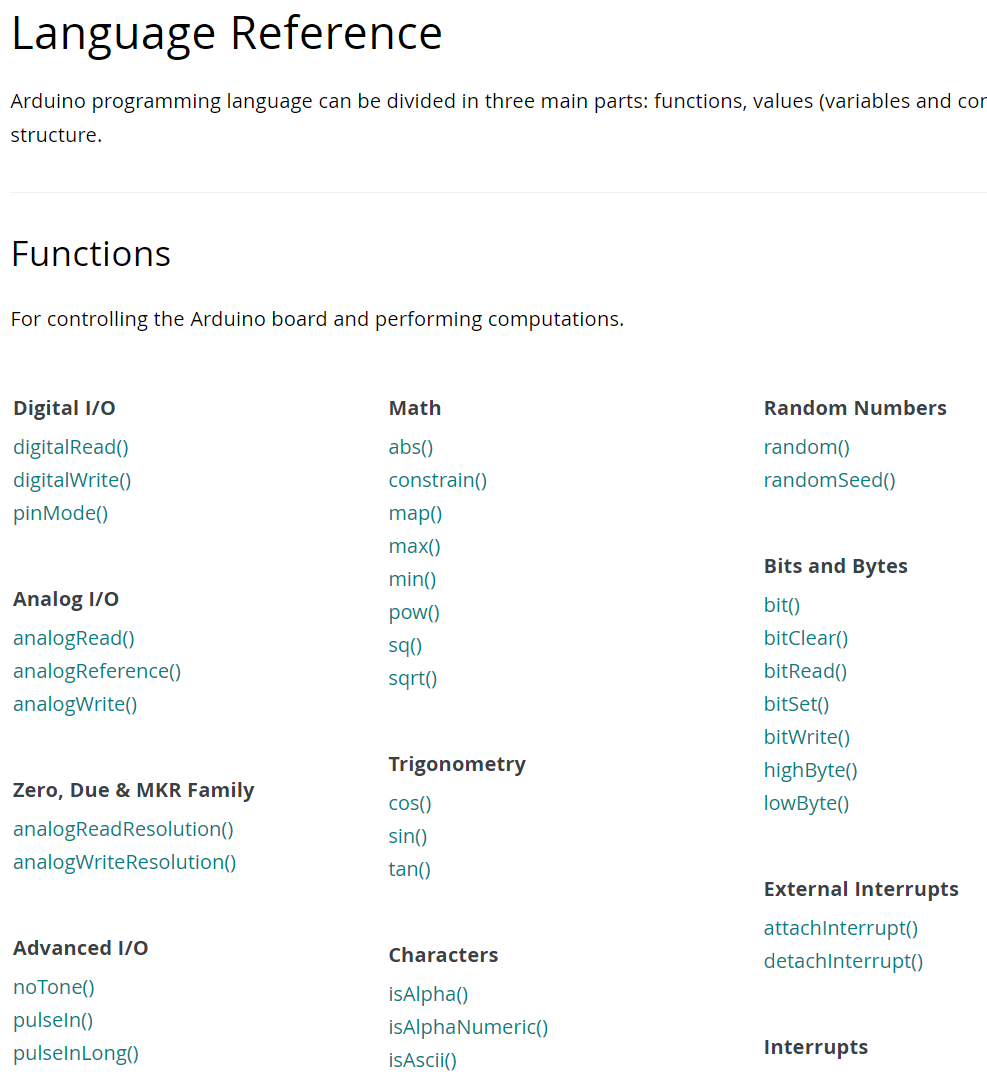 Language Reference
Arduino programming language can be divided in three main parts: functions, values (variables and
structure.
Functions
For controlling the Arduino board and performing computations.
Digital I/O
digitalRead()
digitalWrite()
pinMode()
Analog I/O
analogRead()
analogReference()
analogWrite()
Zero, Due & MKR Family
analogReadResolution()
analogWriteResolution()
Advanced I/O
noTone()
pulseIn()
pulseInLong()
Math
abs()
constrain()
map()
max()
min()
pow()
sq()
sqrt()
Trigonometry
cos()
sin()
tan()
Characters
isAlpha()
isAlphaNumeric()
isAscii()
Random Numbers
random()
randomSeed()
Bits and Bytes
bit()
bitClear()
bitRead()
bitSet()
bitWrite()
highByte()
lowByte()
External Interrupts
attachInterrupt()
detachInterrupt()
Interrupts